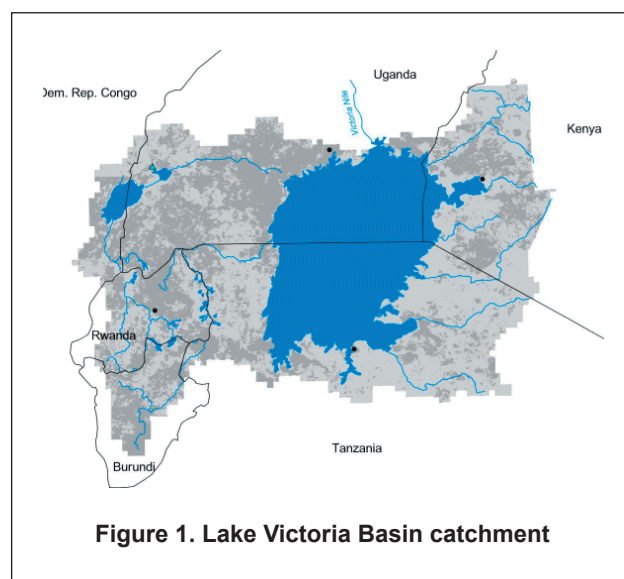 Uganda
Dem. Rep. Congo
Victoria Nile
Kenya
Rwanda
Tanzania
Burundi
Figure 1. Lake Victoria Basin catchment